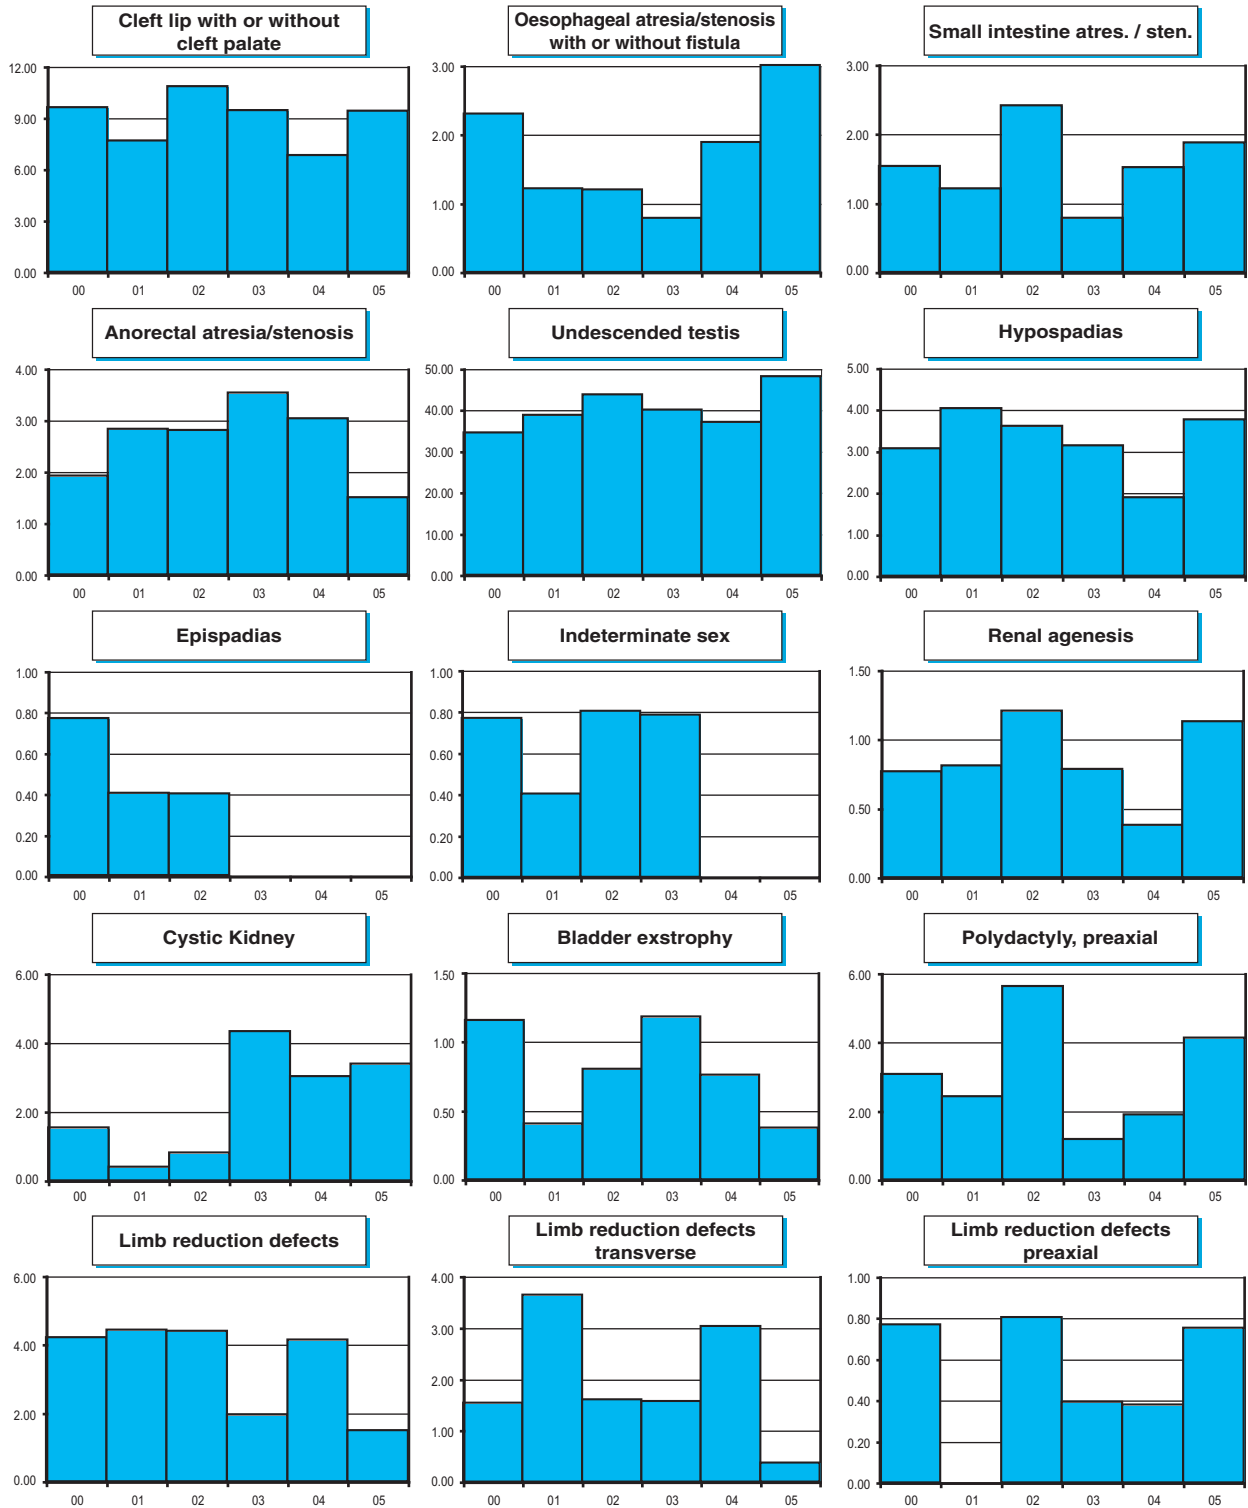 Cleft lip with or without
cleft palate
12.00
9.00
6.00
3.00
0.00
00 01 02 03 04 05
Oesophageal atresia/stenosis
with or without fistula
3.00
2.00
1.00
0.00
00 01 02 03 04 05
Small intestine atres. / sten.
3.00
2.00
1.00
0.00
00 01 02 03 04 05
Anorectal atresia/stenosis
4.00
3.00
2.00
1.00
0.00
00 01 02 03 04 05
Undescended testis
50.00
40.00
30.00
20.00
10.00
0.00
00 01 02 03 04 05
Hypospadias
5.00
4.00
3.00
2.00
1.00
0.00
00 01 02 03 04 05
Epispadias
1.00
0.80
0.60
0.40
0.20
0.00
00 01 02 03 04 05
Indeterminate sex
1.00
0.80
0.60
0.40
0.20
0.00
00 01 02 03 04 05
Renal agenesis
1.50
1.00
0.50
0.00
00 01 02 03 04 05
Cystic Kidney
6.00
4.00
2.00
0.00
00 01 02 03 04 05
Bladder exstrophy
1.50
1.00
0.50
0.00
00 01 02 03 04 05
Polydactyly, preaxial
6.00
4.00
2.00
0.00
00 01 02 03 04 05
Limb reduction defects
6.00
4.00
2.00
0.00
00 01 02 03 04 05
Limb reduction defects
transverse
4.00
3.00
2.00
1.00
0.00
00 01 02 03 04 05
Limb reduction defects
preaxial
1.00
0.80
0.60
0.40
0.20
0.00
00 01 02 03 04 05